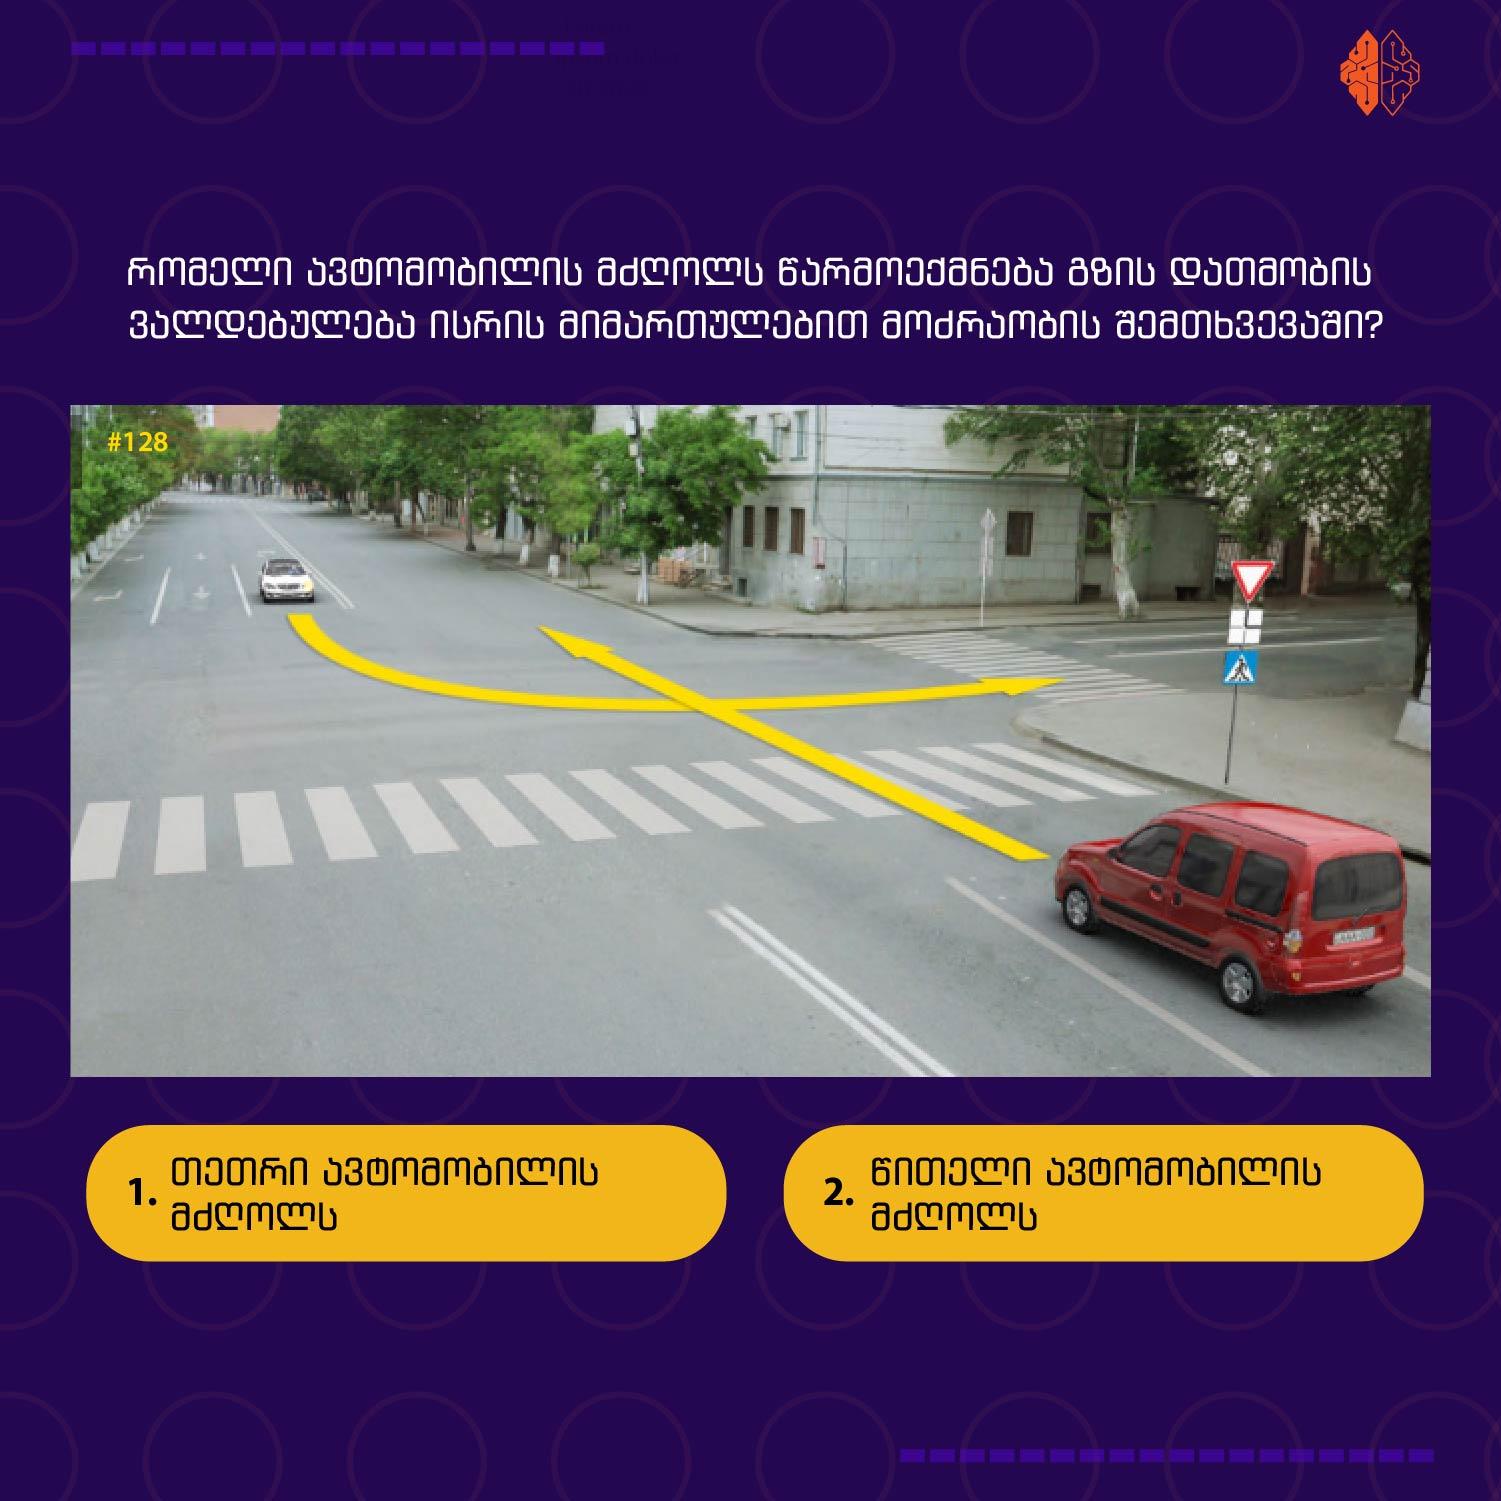 რომელი ავტომობილის მძღოლს წარმოექმნება გზის დათმობის
ვალდებულება ისრის მიმართულებით მოძრაობის შემთხვევაში?
#128
1. თეთრი ავტომობილის
მძღოლს
2. წითელი ავტომობილის
მძღოლს